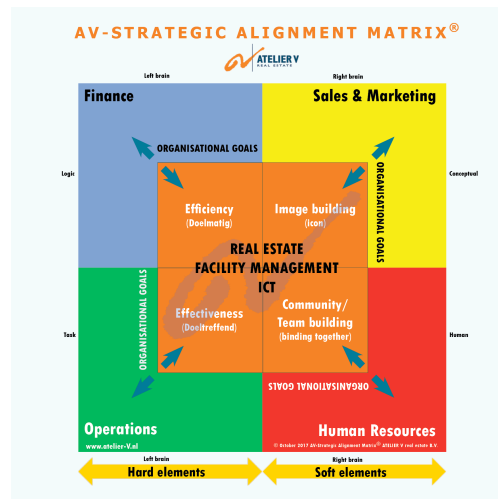 AV-STRATEGIC ALIGNMENT MATRIX®
ATELIER V
REAL ESTATE
Left brain
Right brain
Finance
Sales & Marketing
ORGANISATIONAL GOALS
ORGANISATIONAL GOALS
Logic
Conceptual
Efficiency
(Doelmatig)
Image building
(Icon)
REAL ESTATE
FACILITY MANAGEMENT
ICT
ORGANISATIONAL GOALS
Effectiveness
(Doeltreffend)
Community/
Team building
(binding together)
Task
Human
ORGANISATIONAL GOALS
Operations
www.atelier-V.nl
Human Resources
© October 2017 AV-Strategic Alignment Matrix® ATELIER V real estate B.V.
Left brain
Right brain
Hard elements
Soft elements